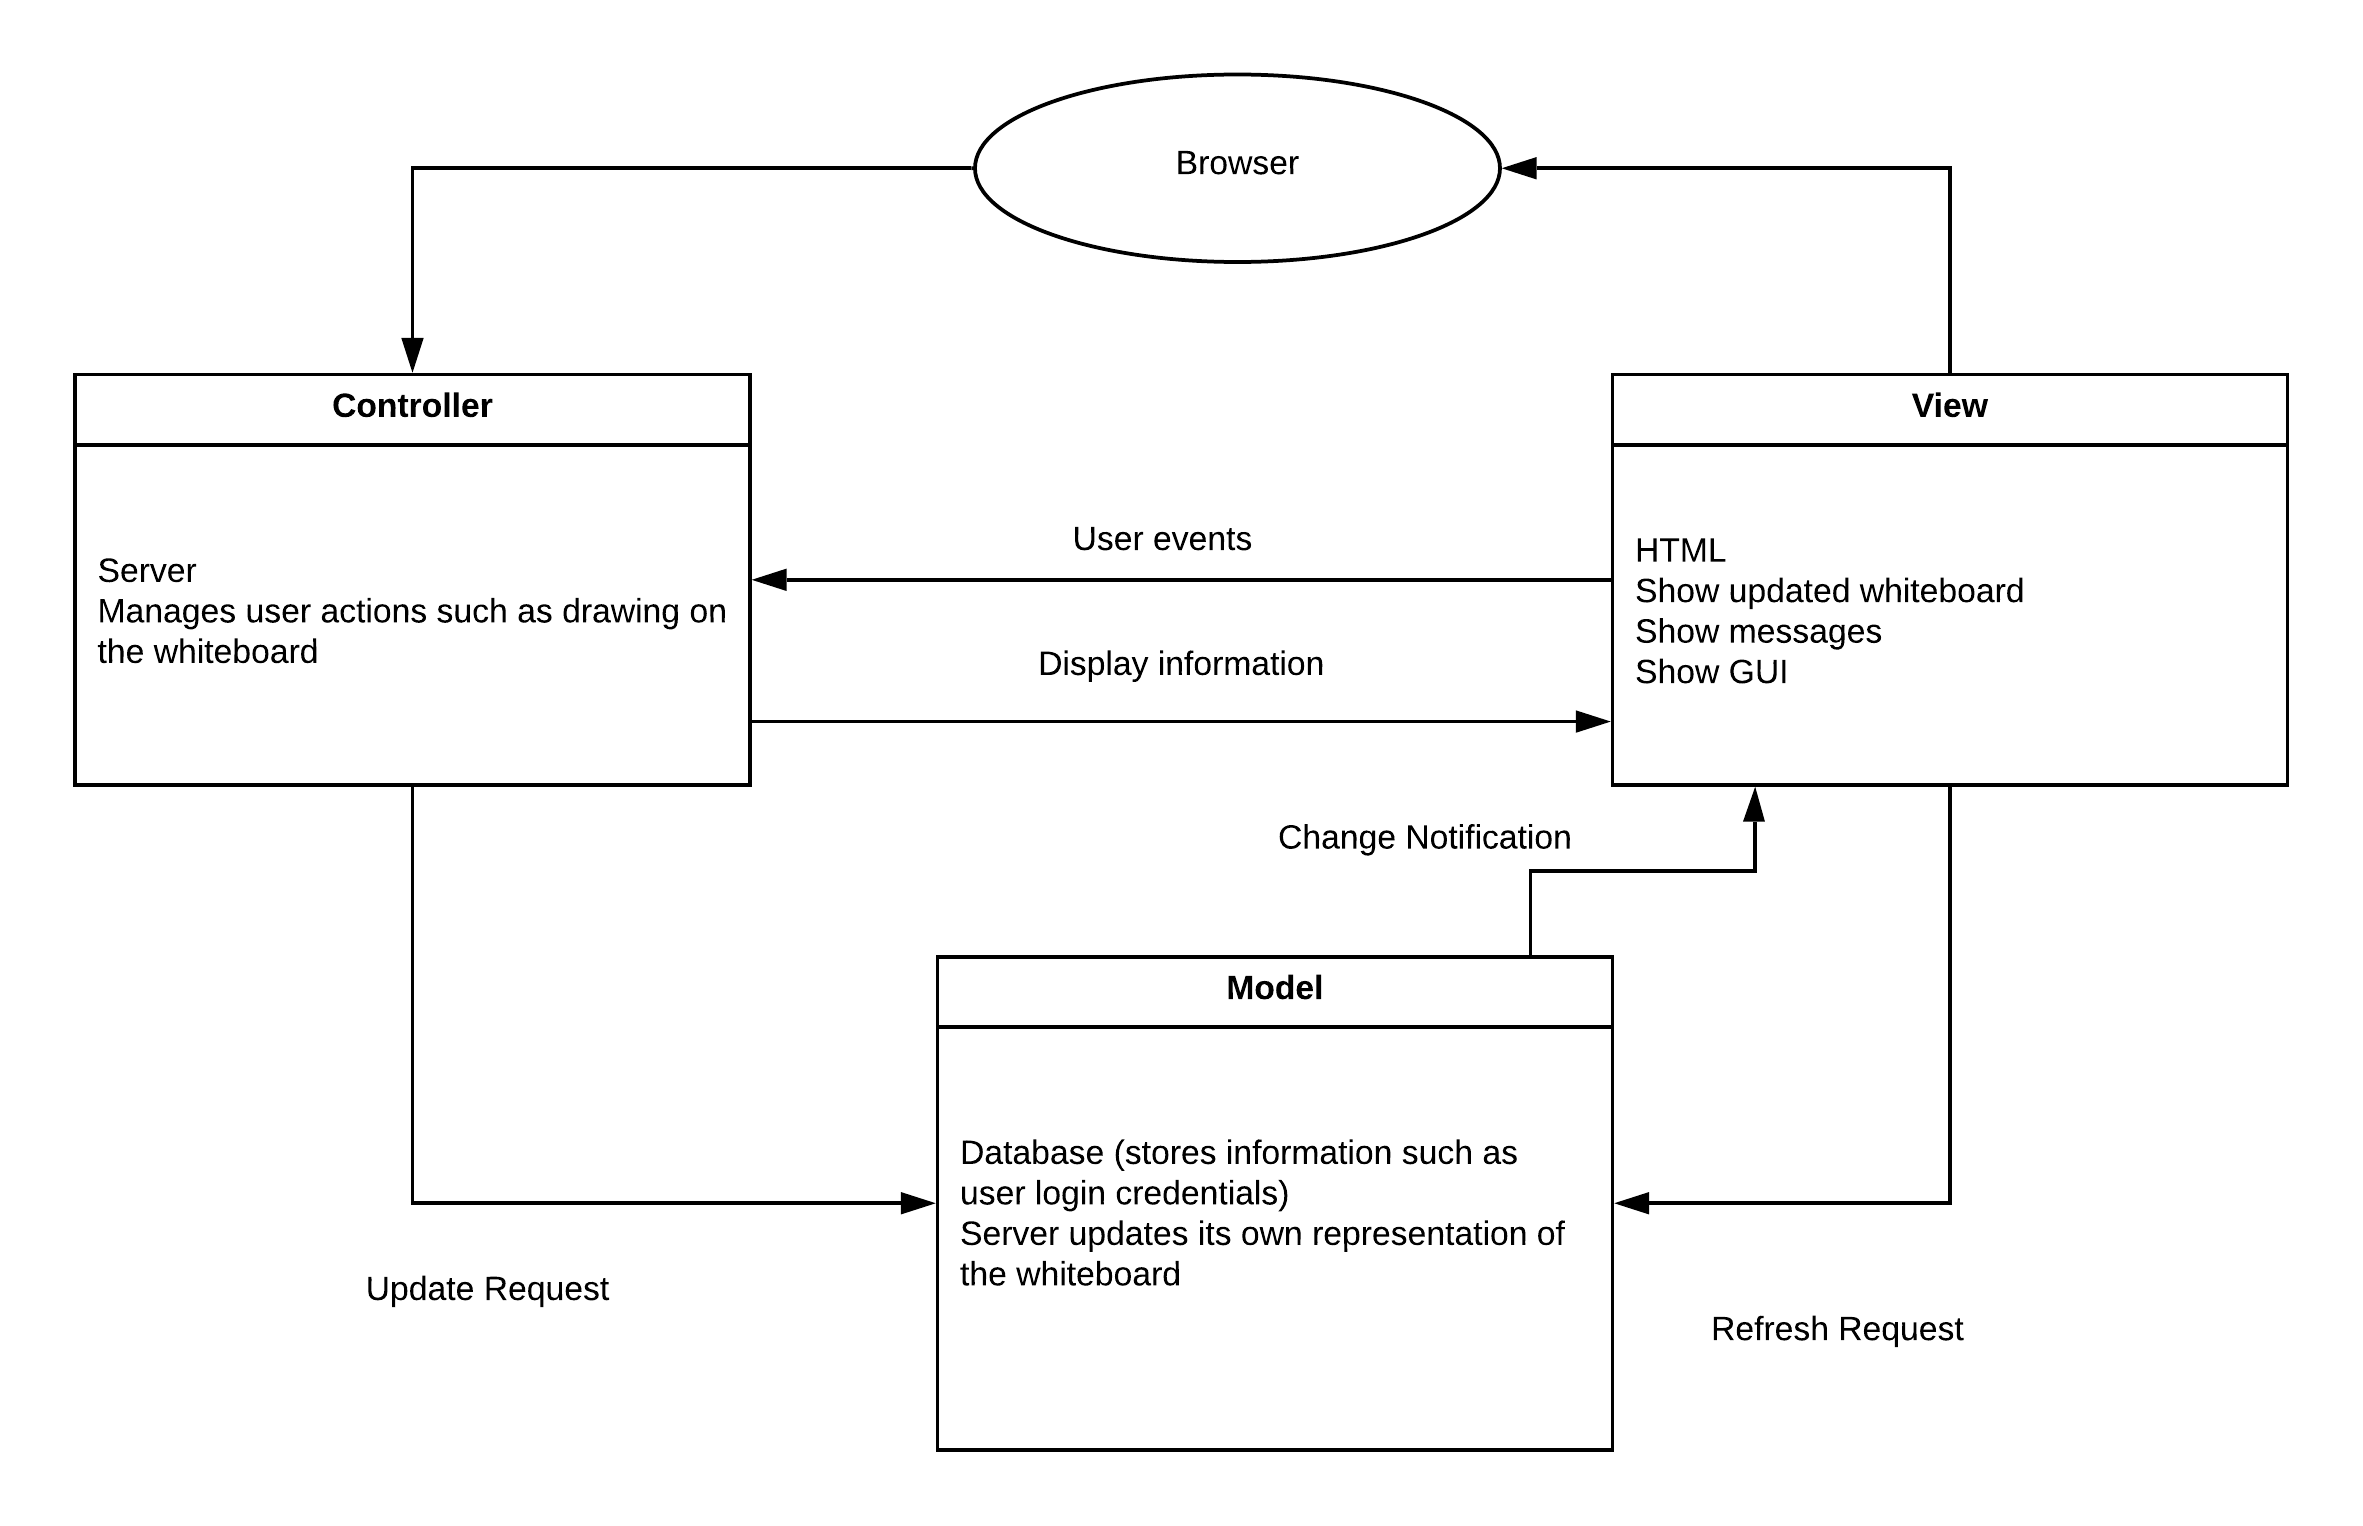 Browser
Controller
View
Server
Manages user actions such as drawing on
the whiteboard
User events
Display information
HTML
Show updated whiteboard
Show messages
Show GUI
Change Notification
Model
Database (stores information such as
user login credentials)
Server updates its own representation of
the whiteboard
Update Request
Refresh Request